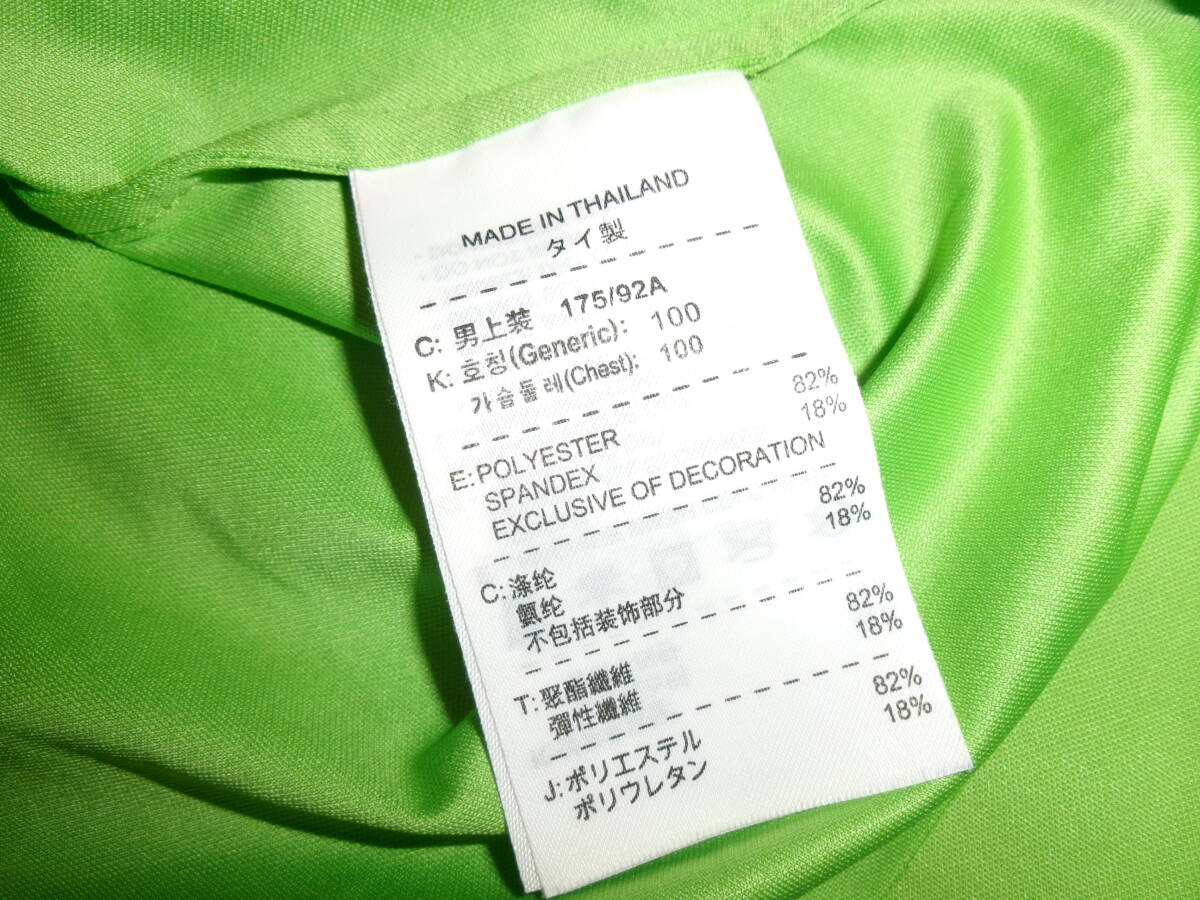 MADE IN THAILAND
タイ製
C: 男上装 175/92A
K: 호칭(Generic): 100
가슴둘레(Chest): 100
E: POLYESTER 82%
SPANDEX 18%
EXCLUSIVE OF DECORATION
C: 涤纶 82%
氨纶 18%
不包括装饰部分
T: 聚酯纖維 82%
彈性纖維 18%
J: ポリエステル 82%
ポリウレタン 18%